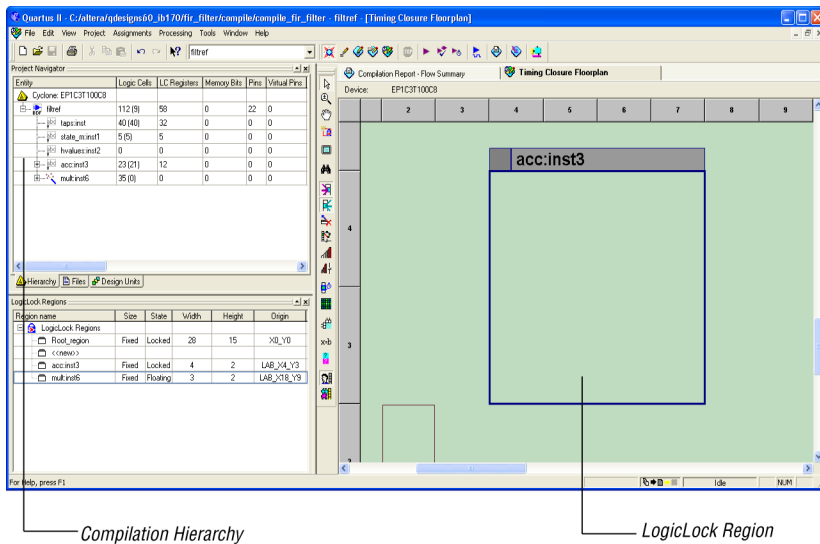 Quartus II - C:/altera/qdesigns60_ib170/fir_filter/compile/compile_fir_filter - filtref - [Timing Closure Floorplan]
File Edit View Project Assignments Processing Tools Window Help
filtref
Project Navigator
Entity Logic Cells LC Registers Memory Bits Pins Virtual Pins
Cyclone: EP1C3T100C8
filtref 112 (9) 58 0 22 0
taps:inst 40 (40) 32 0 0 0
state_m:inst1 5 (5) 5 0 0 0
hvalues:inst2 0 0 0 0 0
acc:inst3 23 (21) 12 0 0 0
mult:inst6 35 (0) 0 0 0 0
Hierarchy Files Design Units
LogicLock Regions
Region name Size State Width Height Origin
LogicLock Regions
Root_region Fixed Locked 28 15 X0_Y0
<<new>>
acc:inst3 Fixed Locked 4 2 LAB_X4_Y3
mult:inst6 Fixed Floating 3 2 LAB_X18_Y9
Compilation Report - Flow Summary Timing Closure Floorplan
Device: EP1C3T100C8
2 3 4 5 6 7 8 9
acc:inst3
4
3
2
For Help, press F1
Idle NUM
Compilation Hierarchy
LogicLock Region